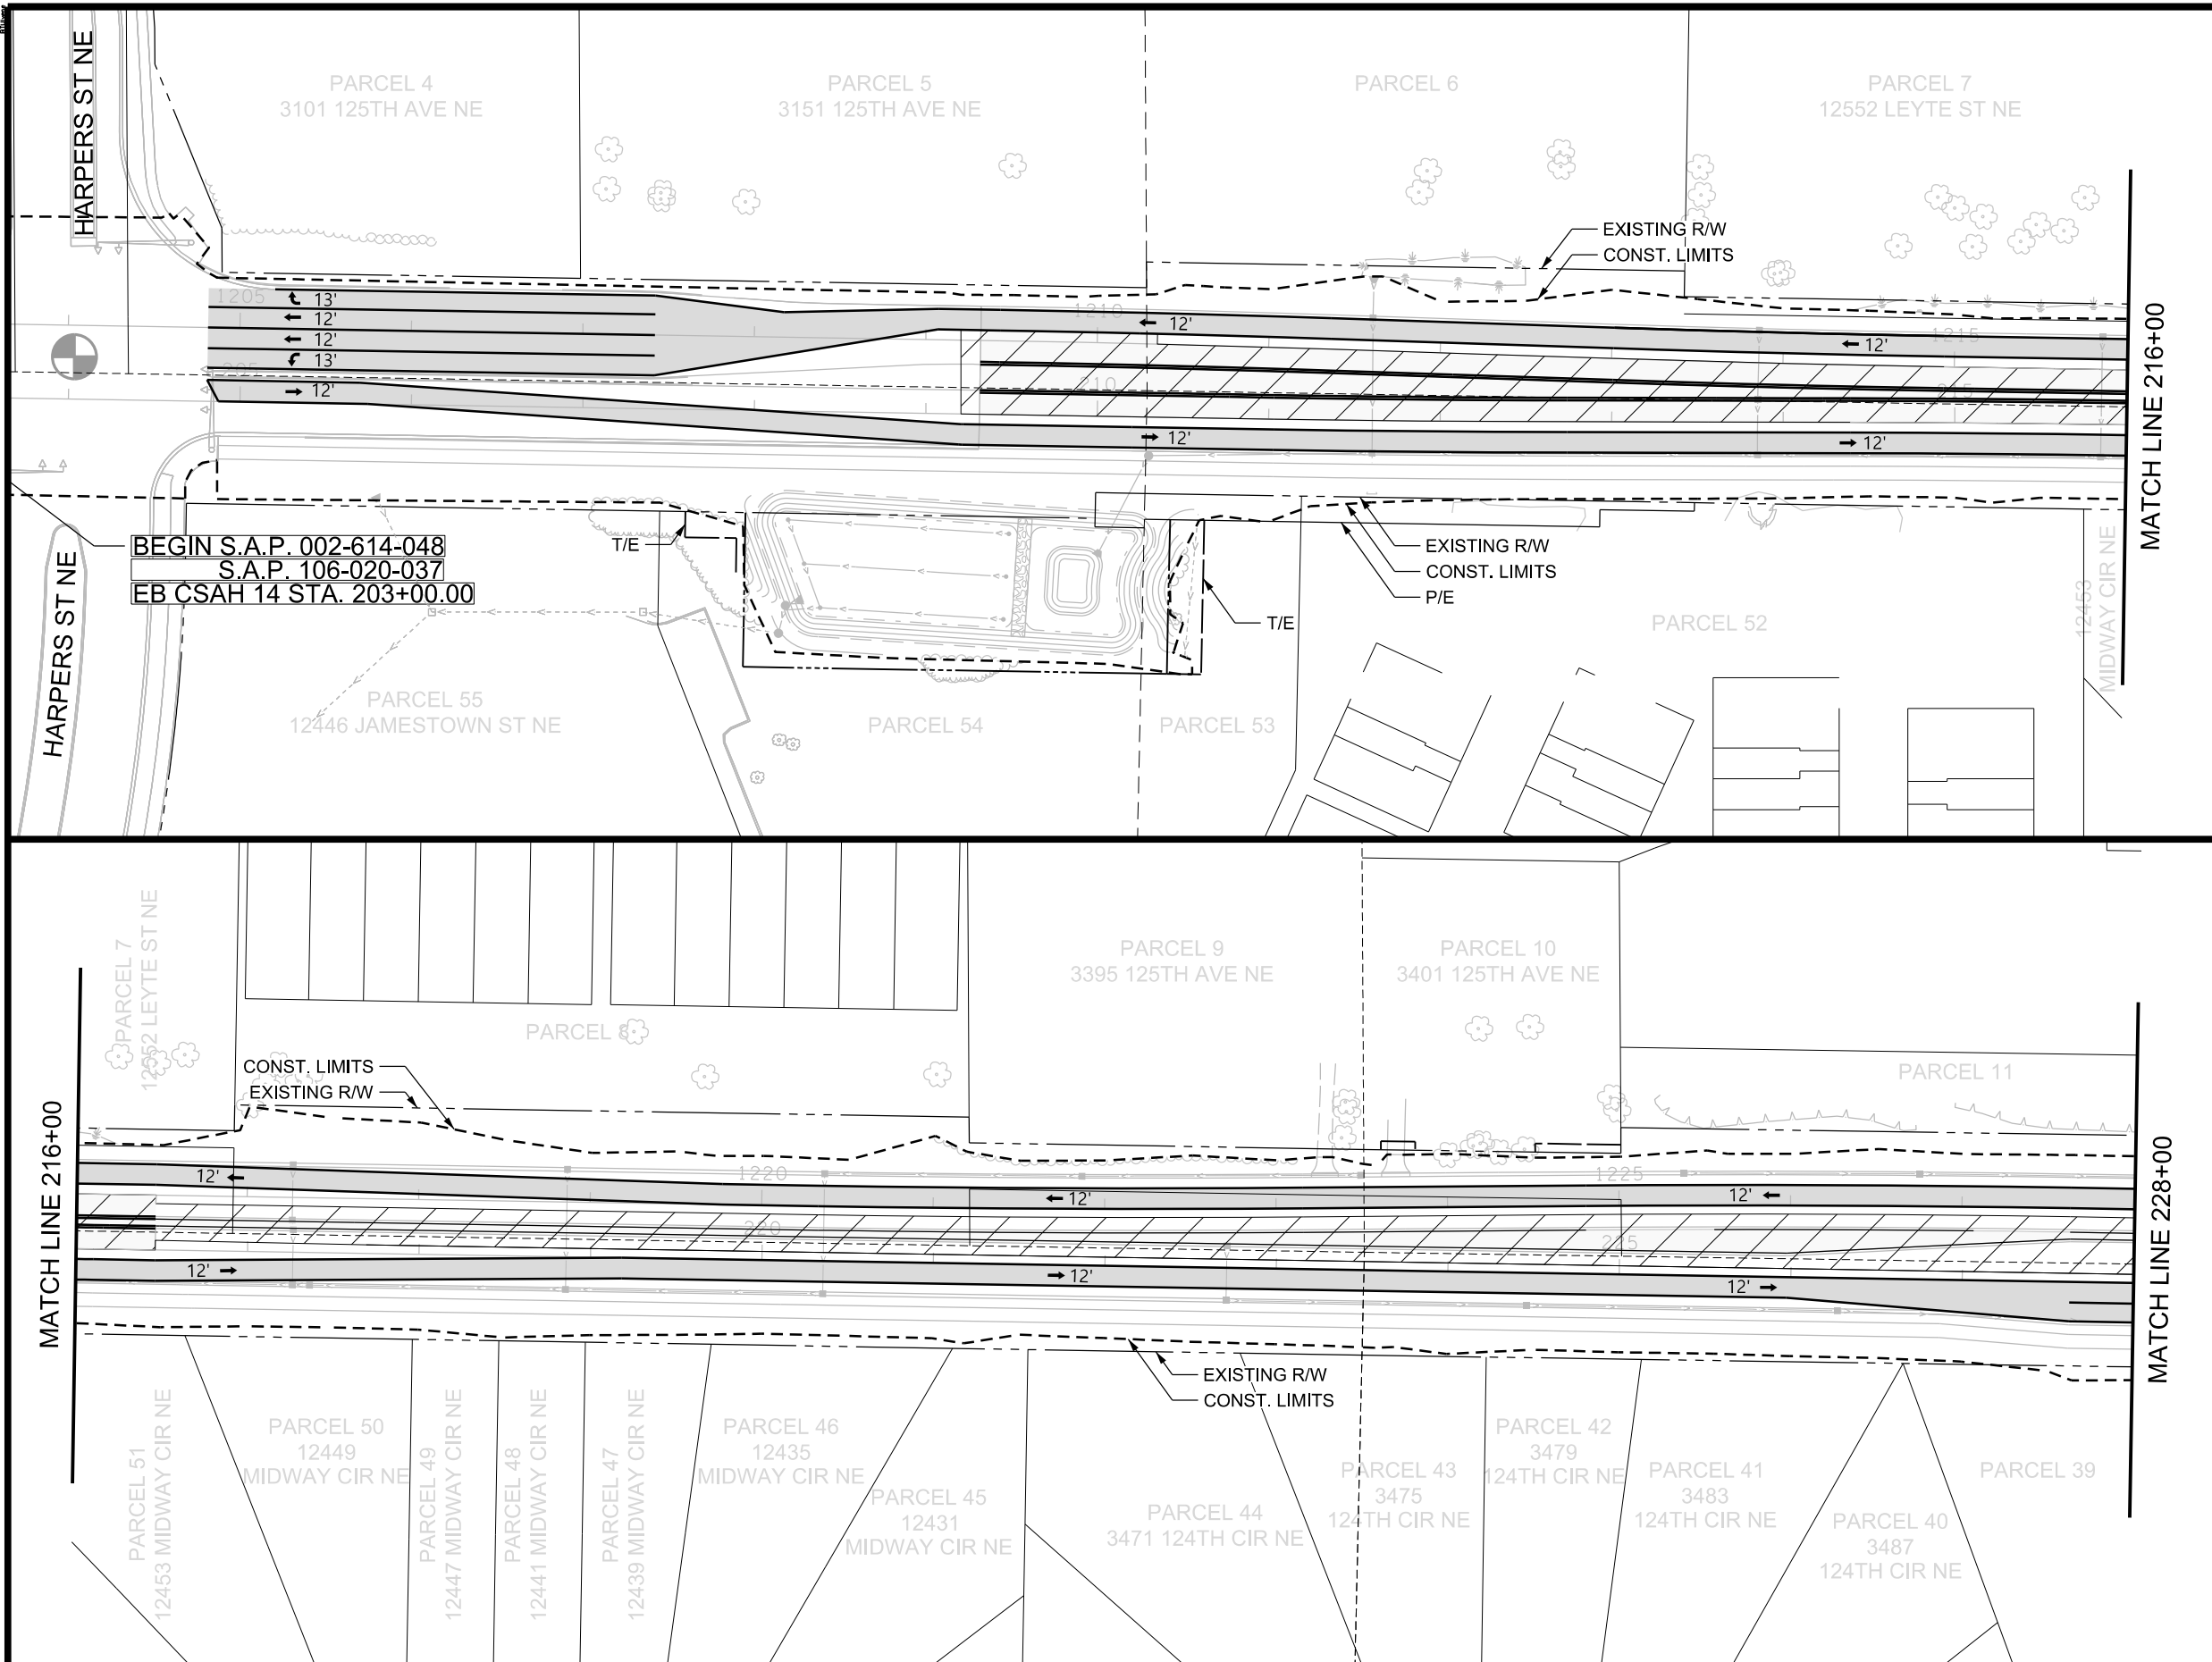 HARPERS ST NE
PARCEL 4
3101 125TH AVE NE
PARCEL 5
3151 125TH AVE NE
PARCEL 6
PARCEL 7
12552 LEYTE ST NE
EXISTING R/W
CONST. LIMITS
1205
13'
12'
12'
13'
205
12'
1210
12'
210
12'
1215
12'
215
12'
MATCH LINE 216+00
T/E
EXISTING R/W
CONST. LIMITS
P/E
T/E
BEGIN S.A.P. 002-614-048
S.A.P. 106-020-037
EB CSAH 14 STA. 203+00.00
HARPERS ST NE
PARCEL 55
12446 JAMESTOWN ST NE
PARCEL 54
PARCEL 53
PARCEL 52
12453
MIDWAY CIR NE
PARCEL 7
12552 LEYTE ST NE
PARCEL 8
PARCEL 9
3395 125TH AVE NE
PARCEL 10
3401 125TH AVE NE
PARCEL 11
CONST. LIMITS
EXISTING R/W
MATCH LINE 216+00
12'
1220
12'
1225
12'
220
225
12'
12'
12'
MATCH LINE 228+00
EXISTING R/W
CONST. LIMITS
PARCEL 51
12453 MIDWAY CIR NE
PARCEL 50
12449
MIDWAY CIR NE
PARCEL 49
12447 MIDWAY CIR NE
PARCEL 48
12441 MIDWAY CIR NE
PARCEL 47
12439 MIDWAY CIR NE
PARCEL 46
12435
MIDWAY CIR NE
PARCEL 45
12431
MIDWAY CIR NE
PARCEL 44
3471 124TH CIR NE
PARCEL 43
3475
124TH CIR NE
PARCEL 42
3479
124TH CIR NE
PARCEL 41
3483
124TH CIR NE
PARCEL 40
3487
124TH CIR NE
PARCEL 39